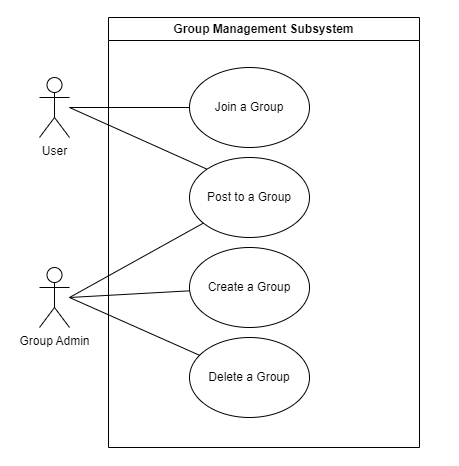 Group Management Subsystem
Join a Group
User
Post to a Group
Create a Group
Group Admin
Delete a Group